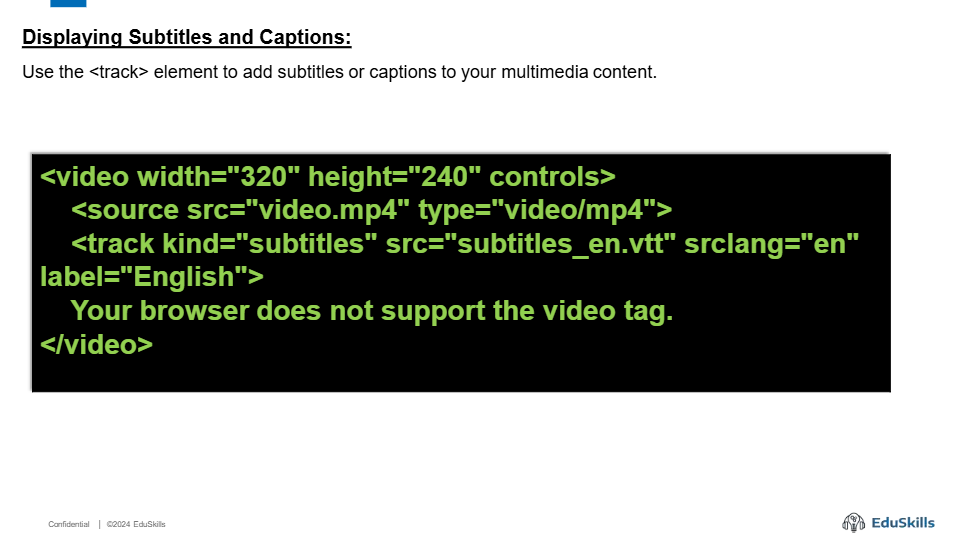 Displaying Subtitles and Captions:
Use the <track> element to add subtitles or captions to your multimedia content.
<video width="320" height="240" controls>
<source src="video.mp4" type="video/mp4">
<track kind="subtitles" src="subtitles_en.vtt" srclang="en"
label="English">
Your browser does not support the video tag.
</video>
Confidential | ©2024 EduSkills
EduSkills